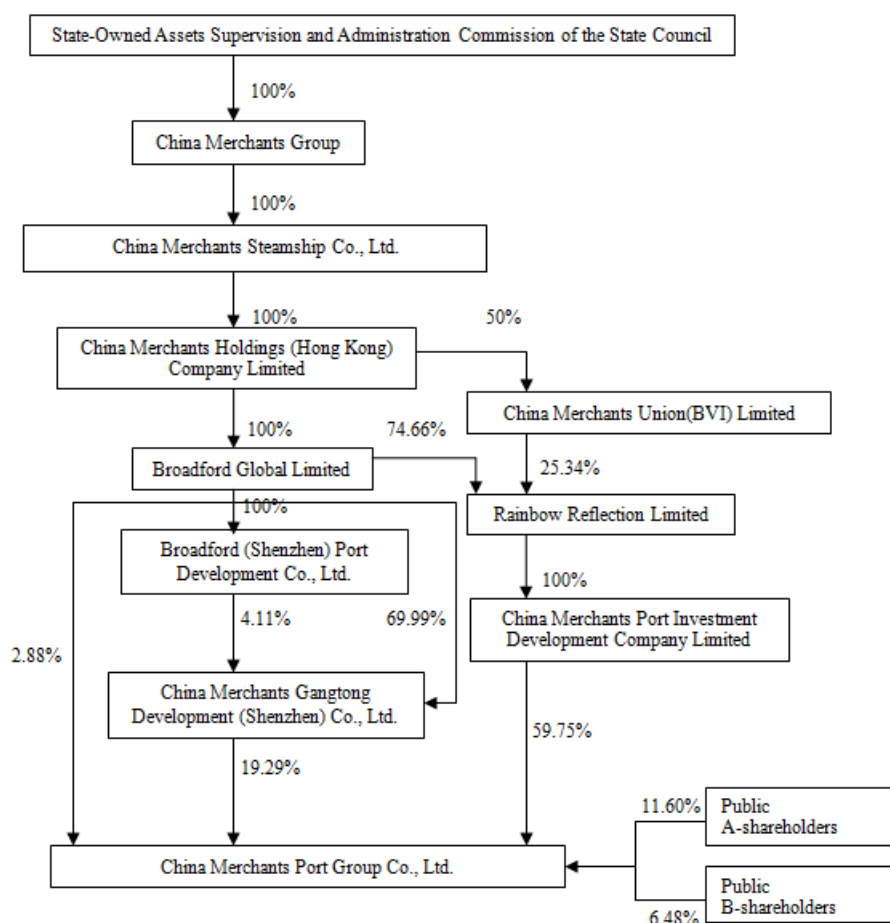 State-Owned Assets Supervision and Administration Commission of the State Council
100%
China Merchants Group
100%
China Merchants Steamship Co., Ltd.
100%
50%
China Merchants Holdings (Hong Kong)
Company Limited
China Merchants Union(BVI) Limited
100%
74.66%
Broadford Global Limited
25.34%
100%
Rainbow Reflection Limited
Broadford (Shenzhen) Port
Development Co., Ltd.
100%
4.11%
69.99%
China Merchants Port Investment
Development Company Limited
2.88%
China Merchants Gangtong
Development (Shenzhen) Co., Ltd.
59.75%
19.29%
11.60%
Public
A-shareholders
China Merchants Port Group Co., Ltd.
Public
B-shareholders
6.48%